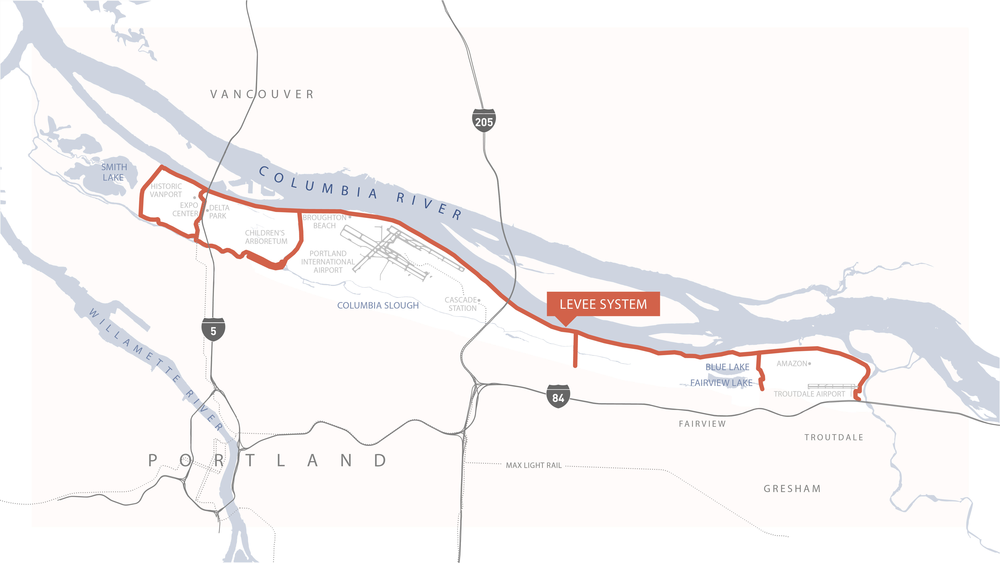 VANCOUVER
205
COLUMBIA RIVER
SMITH
LAKE
HISTORIC
VANPORT
EXPO
CENTER
DELTA
PARK
CHILDREN'S
ARBORETUM
BROUGHTON
BEACH
PORTLAND
INTERNATIONAL
AIRPORT
COLUMBIA SLOUGH
CASCADE
STATION
LEVEE SYSTEM
5
WILLAMETTE RIVER
BLUE LAKE
FAIRVIEW LAKE
AMAZON
TROUTDALE AIRPORT
84
FAIRVIEW
TROUTDALE
PORTLAND
MAX LIGHT RAIL
GRESHAM